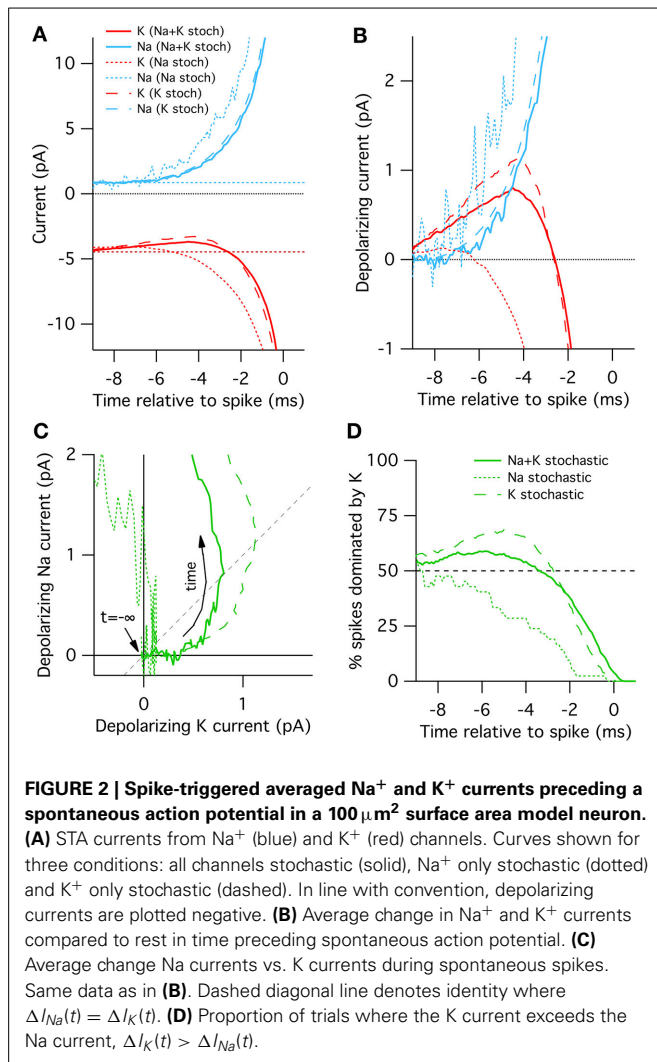 A
K (Na+K stoch)
Na (Na+K stoch)
K (Na stoch)
Na (Na stoch)
K (K stoch)
Na (K stoch)
10
5
0
-5
-10
Current (pA)
-8 -6 -4 -2 0
Time relative to spike (ms)
B
2
1
0
-1
Depolarizing current (pA)
-8 -6 -4 -2 0
Time relative to spike (ms)
C
2
1
0
Depolarizing Na current (pA)
time
t=-∞
0 1
Depolarizing K current (pA)
D
Na+K stochastic
Na stochastic
K stochastic
100
75
50
25
0
% spikes dominated by K
-8 -6 -4 -2 0
Time relative to spike (ms)
FIGURE 2 | Spike-triggered averaged Na⁺ and K⁺ currents preceding a
spontaneous action potential in a 100 μm² surface area model neuron.
(A) STA currents from Na⁺ (blue) and K⁺ (red) channels. Curves shown for
three conditions: all channels stochastic (solid), Na⁺ only stochastic (dotted)
and K⁺ only stochastic (dashed). In line with convention, depolarizing
currents are plotted negative. (B) Average change in Na⁺ and K⁺ currents
compared to rest in time preceding spontaneous action potential. (C)
Average change Na currents vs. K currents during spontaneous spikes.
Same data as in (B). Dashed diagonal line denotes identity where
ΔI_Na(t) = ΔI_K(t). (D) Proportion of trials where the K current exceeds the
Na current, ΔI_K(t) > ΔI_Na(t).